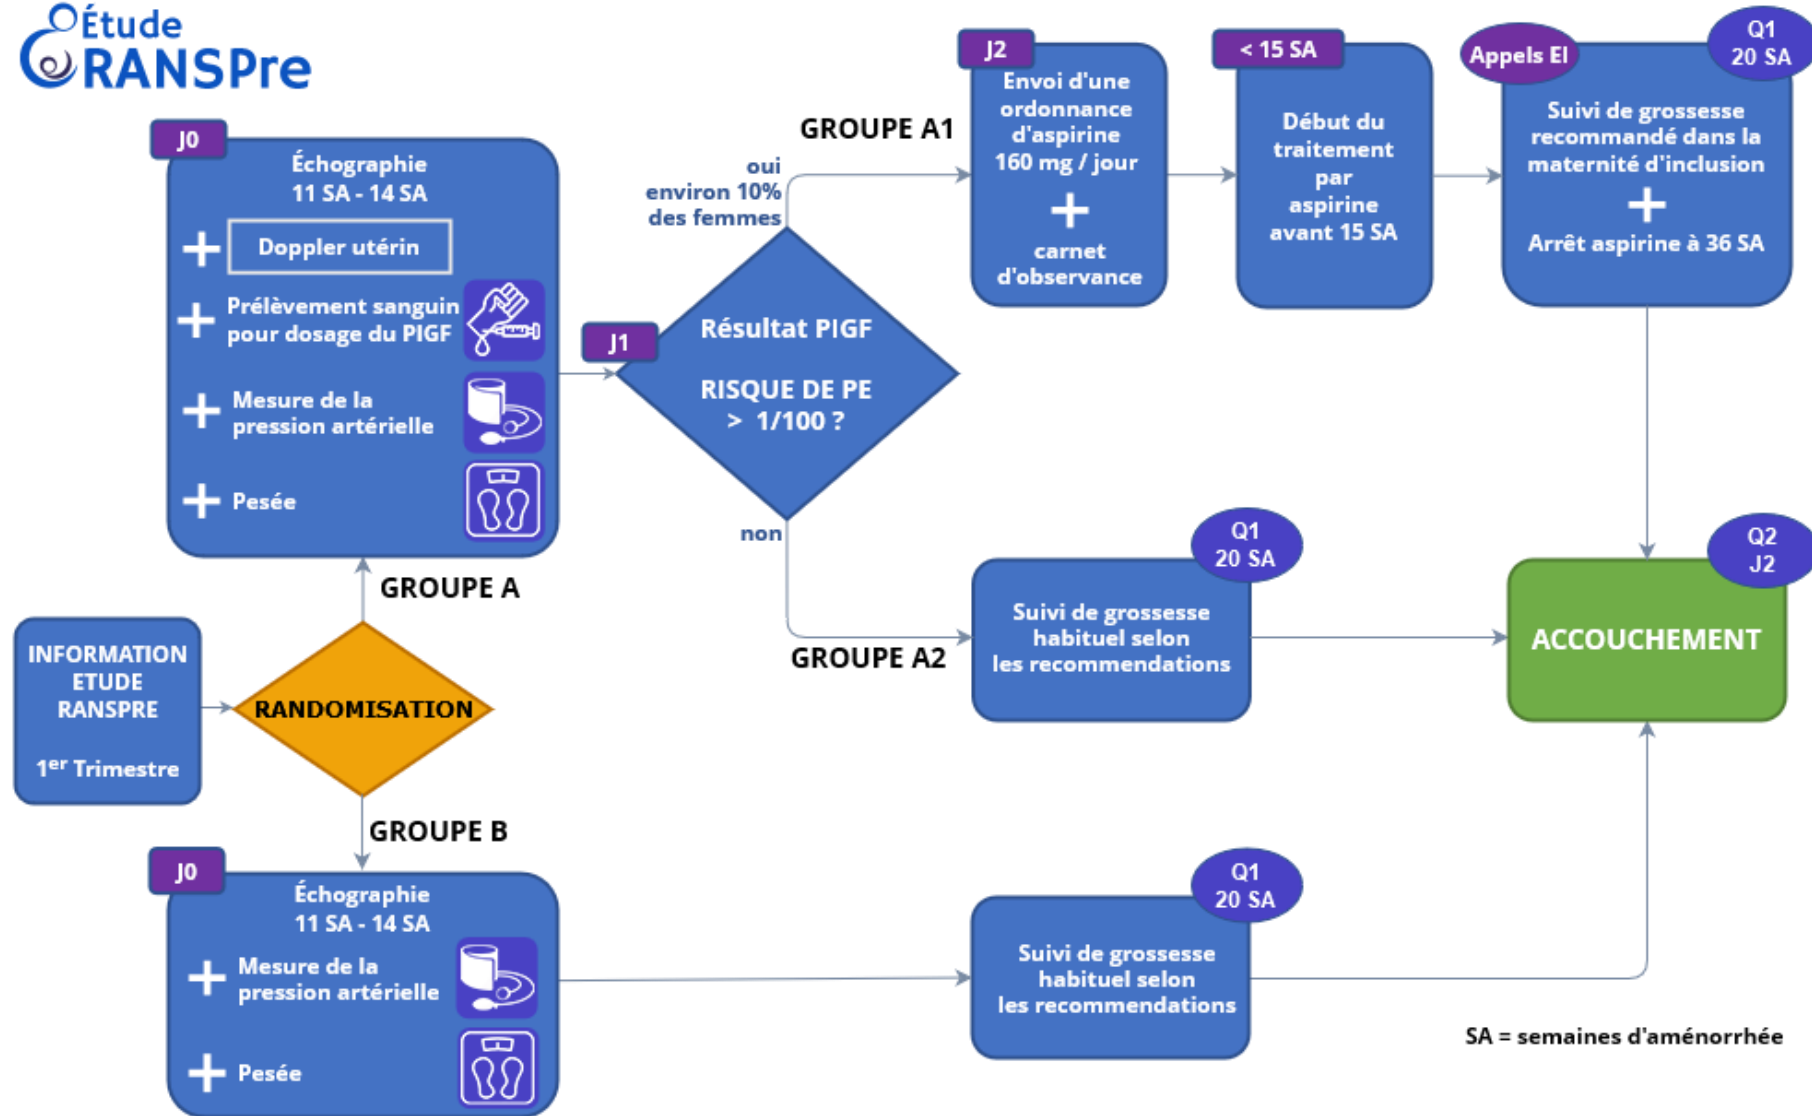 Étude
RANSPre
J0
Échographie
11 SA - 14 SA
Doppler utérin
Prélèvement sanguin
pour dosage du PIGF
Mesure de la
pression artérielle
Pesée
GROUPE A
INFORMATION
ETUDE
RANSPRE
1er Trimestre
RANDOMISATION
GROUPE B
J0
Échographie
11 SA - 14 SA
Mesure de la
pression artérielle
Pesée
J1
Résultat PIGF
RISQUE DE PE
> 1/100 ?
oui
environ 10%
des femmes
GROUPE A1
J2
Envoi d'une
ordonnance
d'aspirine
160 mg / jour
+
carnet
d'observance
< 15 SA
Début du
traitement
par
aspirine
avant 15 SA
Appels EI
Q1
20 SA
Suivi de grossesse
recommandé dans la
maternité d'inclusion
+
Arrêt aspirine à 36 SA
non
GROUPE A2
Q1
20 SA
Suivi de grossesse
habituel selon
les recommendations
Q2
J2
ACCOUCHEMENT
Q1
20 SA
Suivi de grossesse
habituel selon
les recommendations
SA = semaines d'aménorrhée